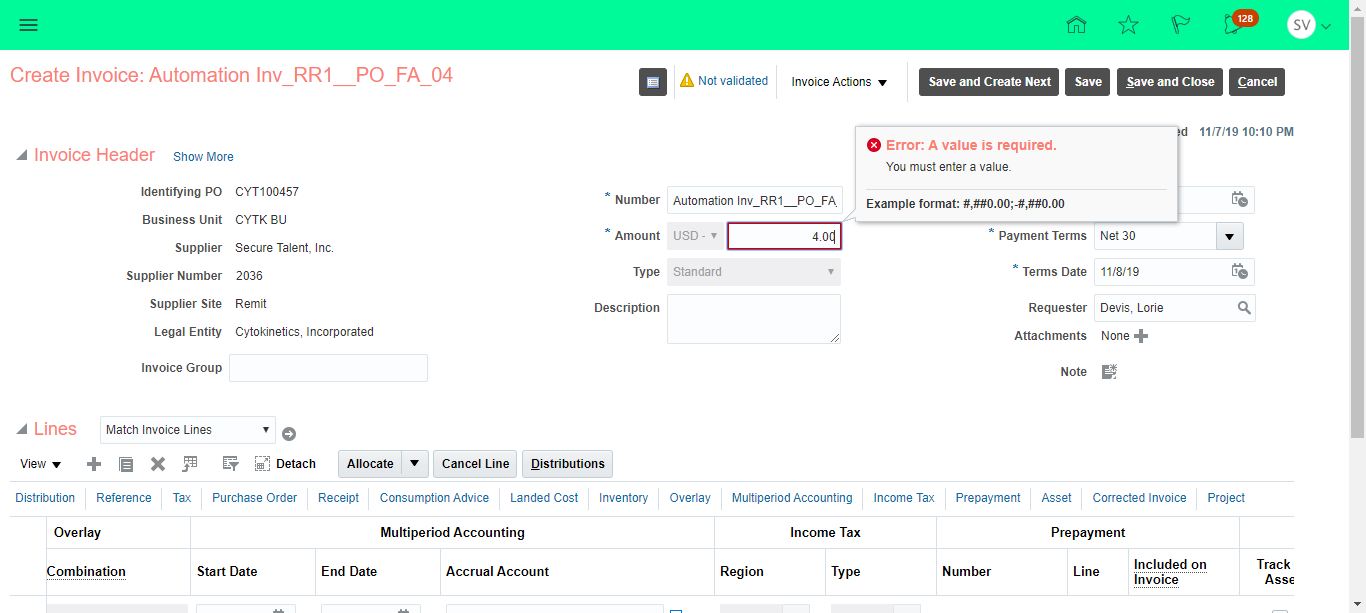 128
SV
Create Invoice: Automation Inv_RR1__PO_FA_04
Not validated
Invoice Actions
Save and Create Next
Save
Save and Close
Cancel
11/7/19 10:10 PM
Error: A value is required.
You must enter a value.
Example format: #,##0.00;-#,##0.00
Invoice Header
Show More
Identifying PO CYT100457
Business Unit CYTK BU
Supplier Secure Talent, Inc.
Supplier Number 2036
Supplier Site Remit
Legal Entity Cytokinetics, Incorporated
Invoice Group
* Number Automation Inv_RR1__PO_FA_
* Amount USD - 4.00
Type Standard
Description
* Payment Terms Net 30
* Terms Date 11/8/19
Requester Devis, Lorie
Attachments None
Note
Lines
Match Invoice Lines
View
Detach
Allocate
Cancel Line
Distributions
Distribution Reference Tax Purchase Order Receipt Consumption Advice Landed Cost Inventory Overlay Multiperiod Accounting Income Tax Prepayment Asset Corrected Invoice Project
Overlay Multiperiod Accounting Income Tax Prepayment
Combination Start Date End Date Accrual Account Region Type Number Line Included on Invoice Track Asse